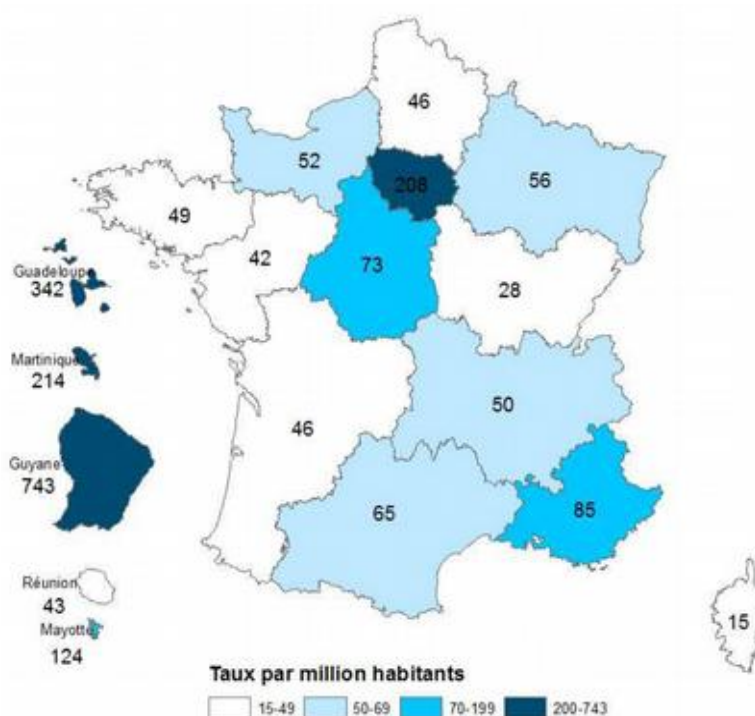 46
52
208
56
49
42
73
28
Guadeloupe
342
Martinique
214
50
46
Guyane
743
65
85
Réunion
43
Mayotte
124
15
Taux par million habitants
15-49 50-69 70-199 200-743